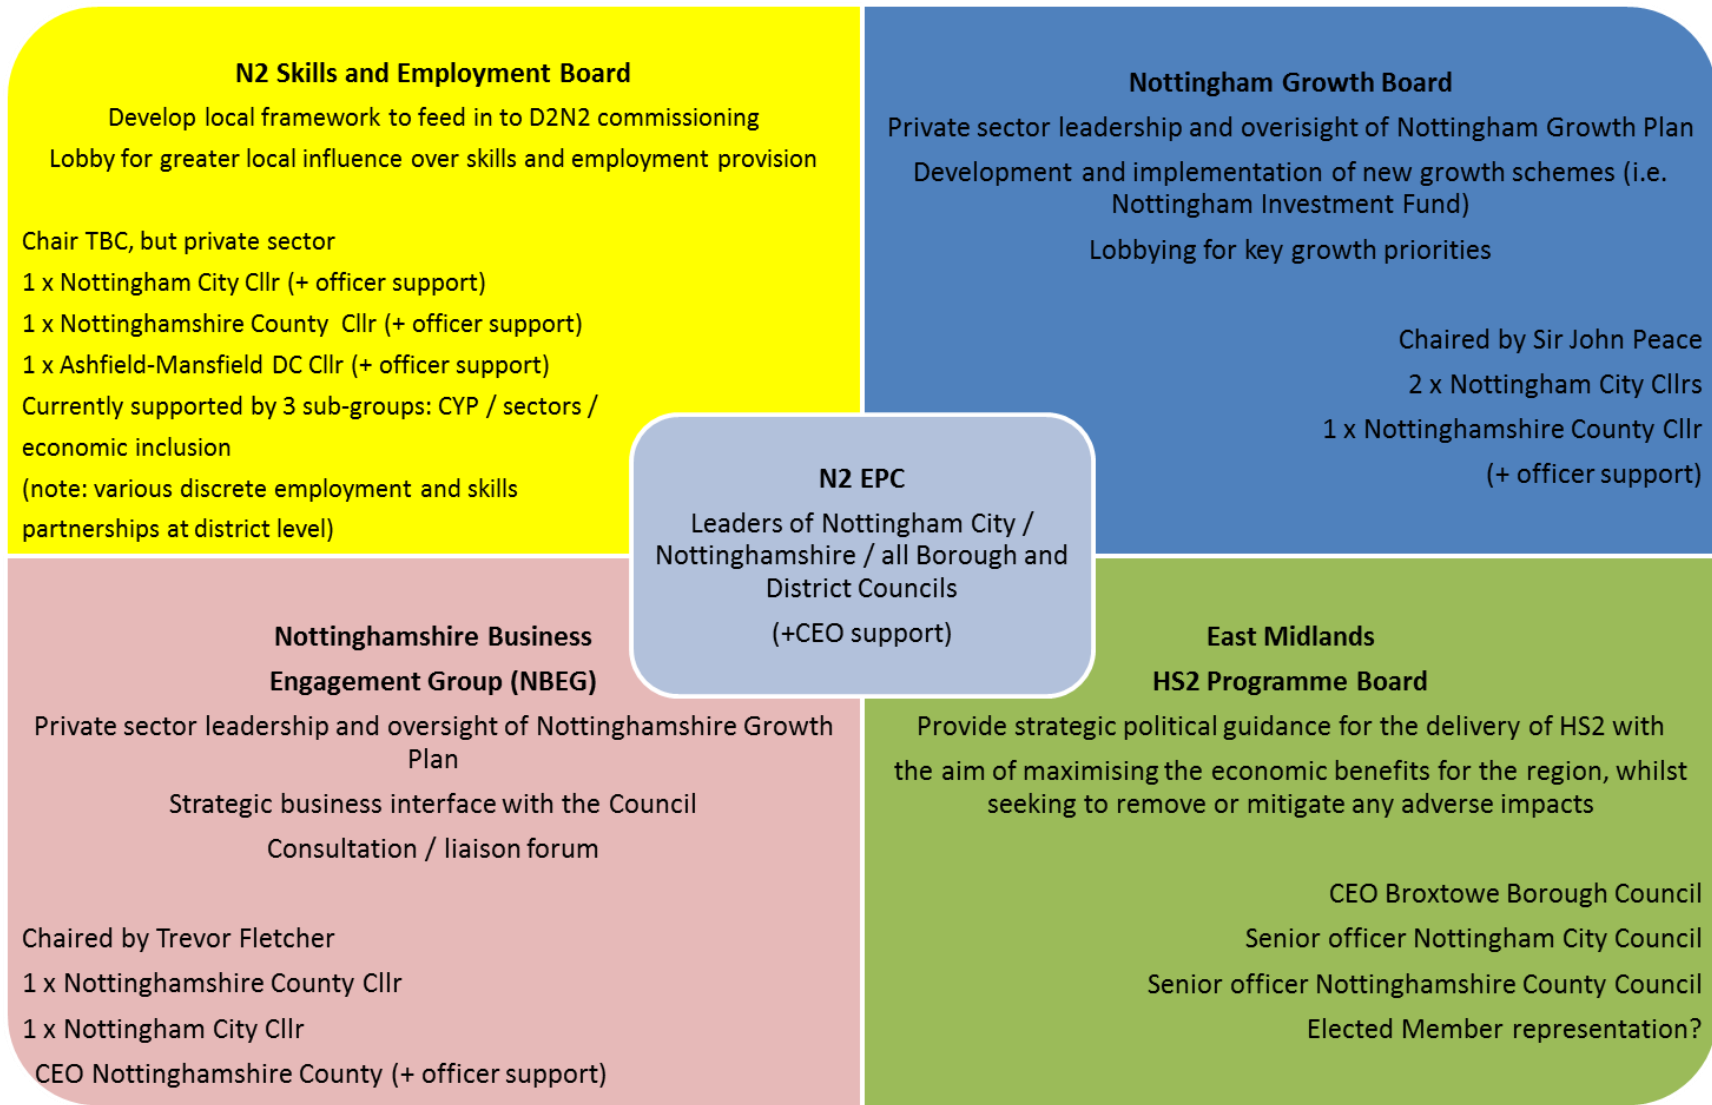 N2 Skills and Employment Board
Develop local framework to feed in to D2N2 commissioning
Lobby for greater local influence over skills and employment provision
Chair TBC, but private sector
1 x Nottingham City Cllr (+ officer support)
1 x Nottinghamshire County Cllr (+ officer support)
1 x Ashfield-Mansfield DC Cllr (+ officer support)
Currently supported by 3 sub-groups: CYP / sectors /
economic inclusion
(note: various discrete employment and skills
partnerships at district level)
Nottingham Growth Board
Private sector leadership and overisight of Nottingham Growth Plan
Development and implementation of new growth schemes (i.e.
Nottingham Investment Fund)
Lobbying for key growth priorities
Chaired by Sir John Peace
2 x Nottingham City Cllrs
1 x Nottinghamshire County Cllr
(+ officer support)
N2 EPC
Leaders of Nottingham City /
Nottinghamshire / all Borough and
District Councils
(+CEO support)
Nottinghamshire Business
Engagement Group (NBEG)
Private sector leadership and oversight of Nottinghamshire Growth
Plan
Strategic business interface with the Council
Consultation / liaison forum
Chaired by Trevor Fletcher
1 x Nottinghamshire County Cllr
1 x Nottingham City Cllr
CEO Nottinghamshire County (+ officer support)
East Midlands
HS2 Programme Board
Provide strategic political guidance for the delivery of HS2 with
the aim of maximising the economic benefits for the region, whilst
seeking to remove or mitigate any adverse impacts
CEO Broxtowe Borough Council
Senior officer Nottingham City Council
Senior officer Nottinghamshire County Council
Elected Member representation?